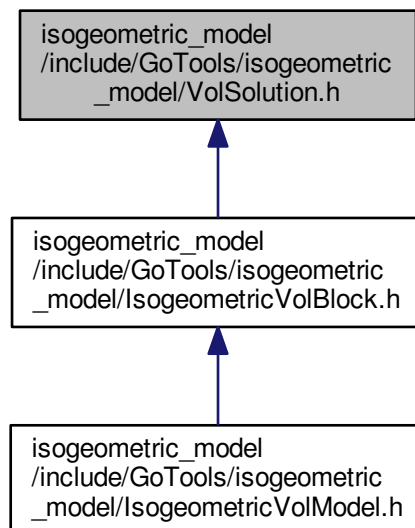 isogeometric_model
/include/GoTools/isogeometric
_model/VolSolution.h
isogeometric_model
/include/GoTools/isogeometric
_model/IsogeometricVolBlock.h
isogeometric_model
/include/GoTools/isogeometric
_model/IsogeometricVolModel.h